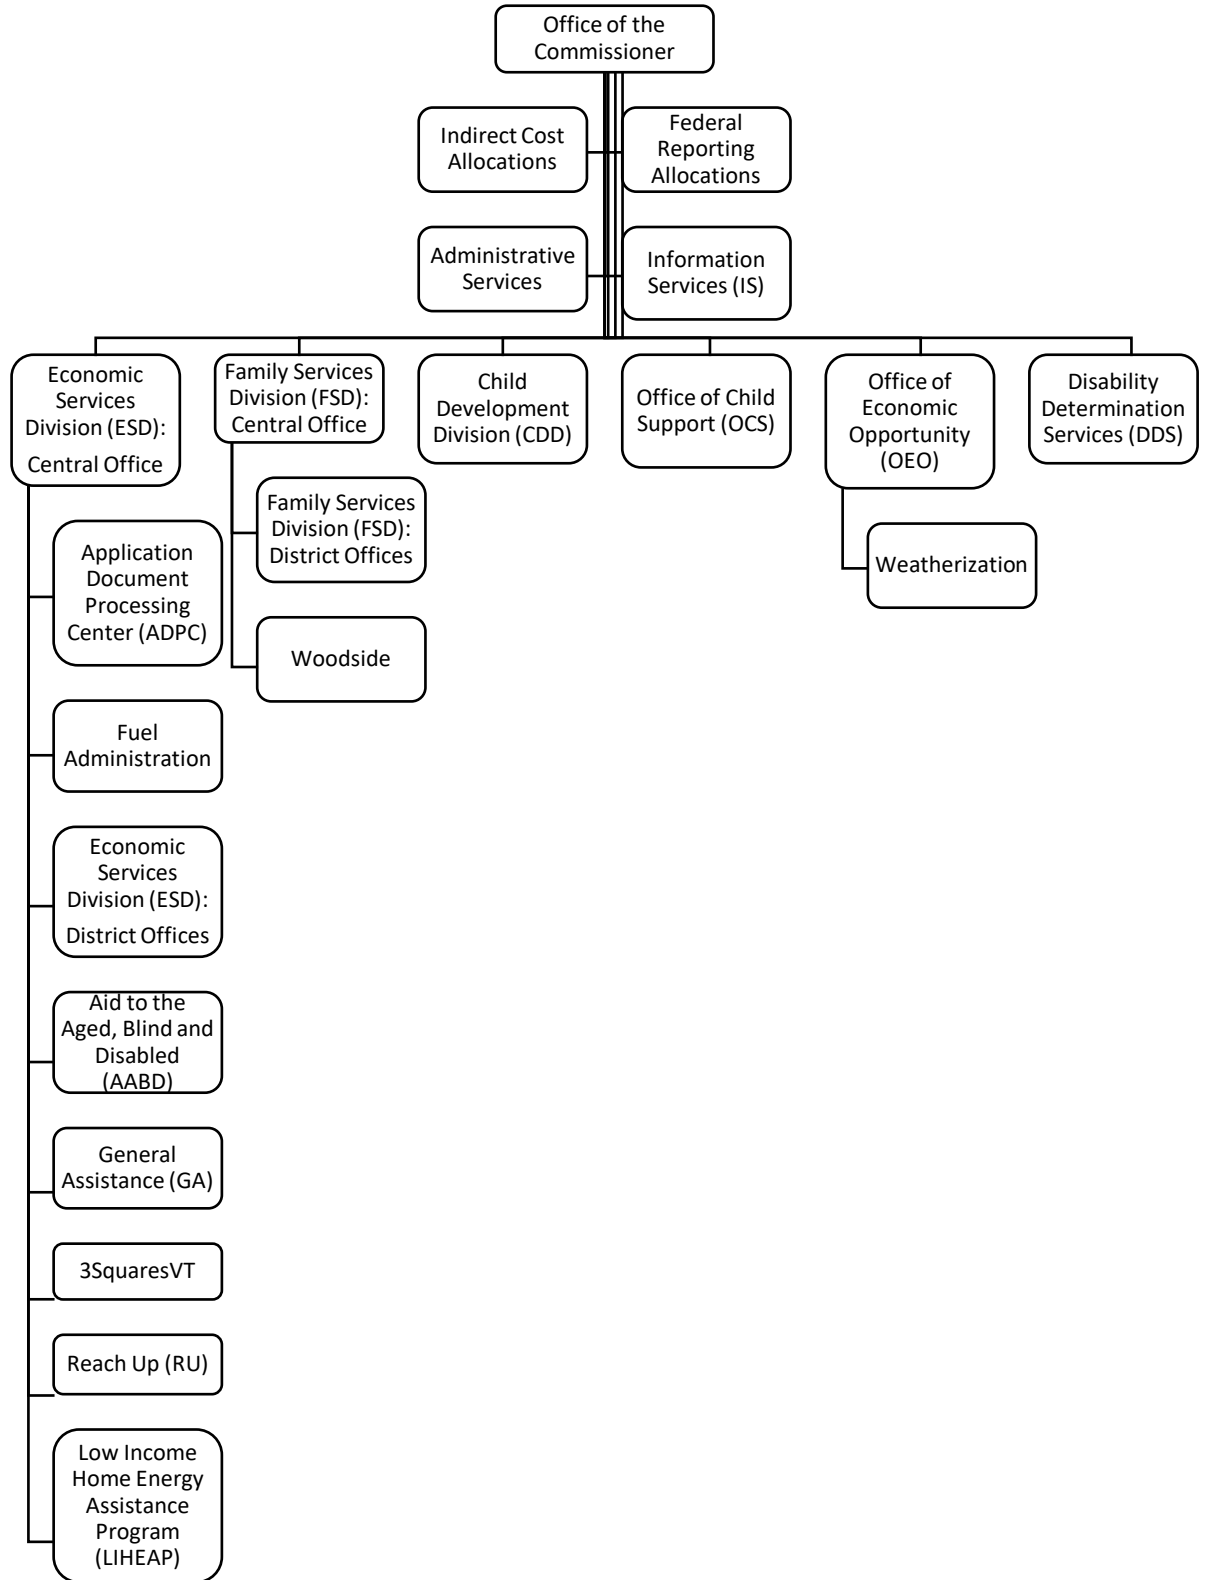 Office of the
Commissioner
Indirect Cost
Allocations
Federal
Reporting
Allocations
Administrative
Services
Information
Services (IS)
Economic
Services
Division (ESD):
Central Office
Family Services
Division (FSD):
Central Office
Child
Development
Division (CDD)
Office of Child
Support (OCS)
Office of
Economic
Opportunity
(OEO)
Disability
Determination
Services (DDS)
Application
Document
Processing
Center (ADPC)
Fuel
Administration
Economic
Services
Division (ESD):
District Offices
Aid to the
Aged, Blind and
Disabled
(AABD)
General
Assistance (GA)
3SquaresVT
Reach Up (RU)
Low Income
Home Energy
Assistance
Program
(LIHEAP)
Family Services
Division (FSD):
District Offices
Woodside
Weatherization